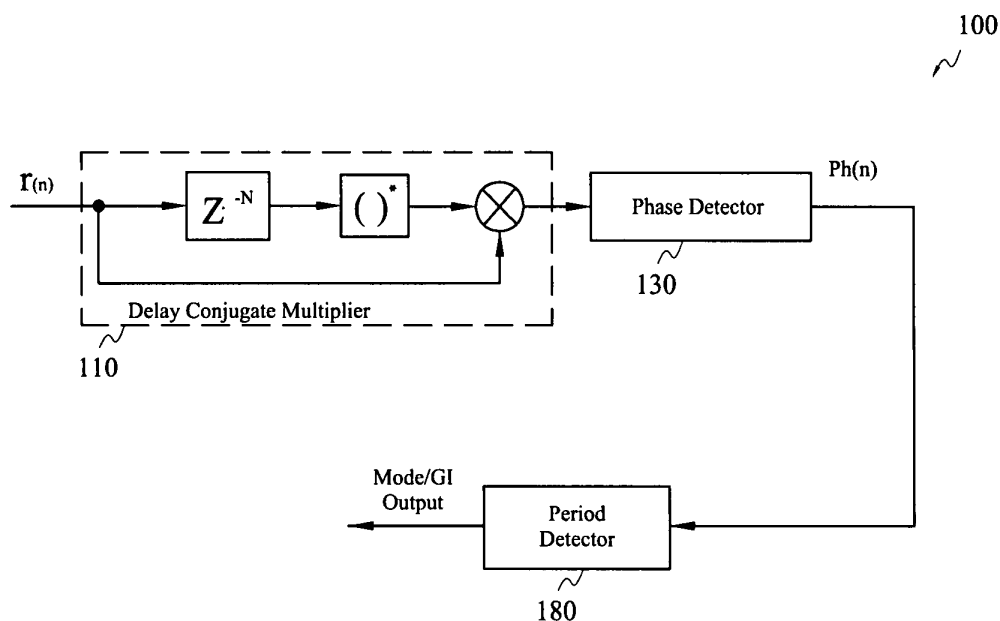 100
r(n)
Z -N
( )*
Phase Detector
Ph(n)
130
Delay Conjugate Multiplier
110
Mode/GI
Output
Period
Detector
180